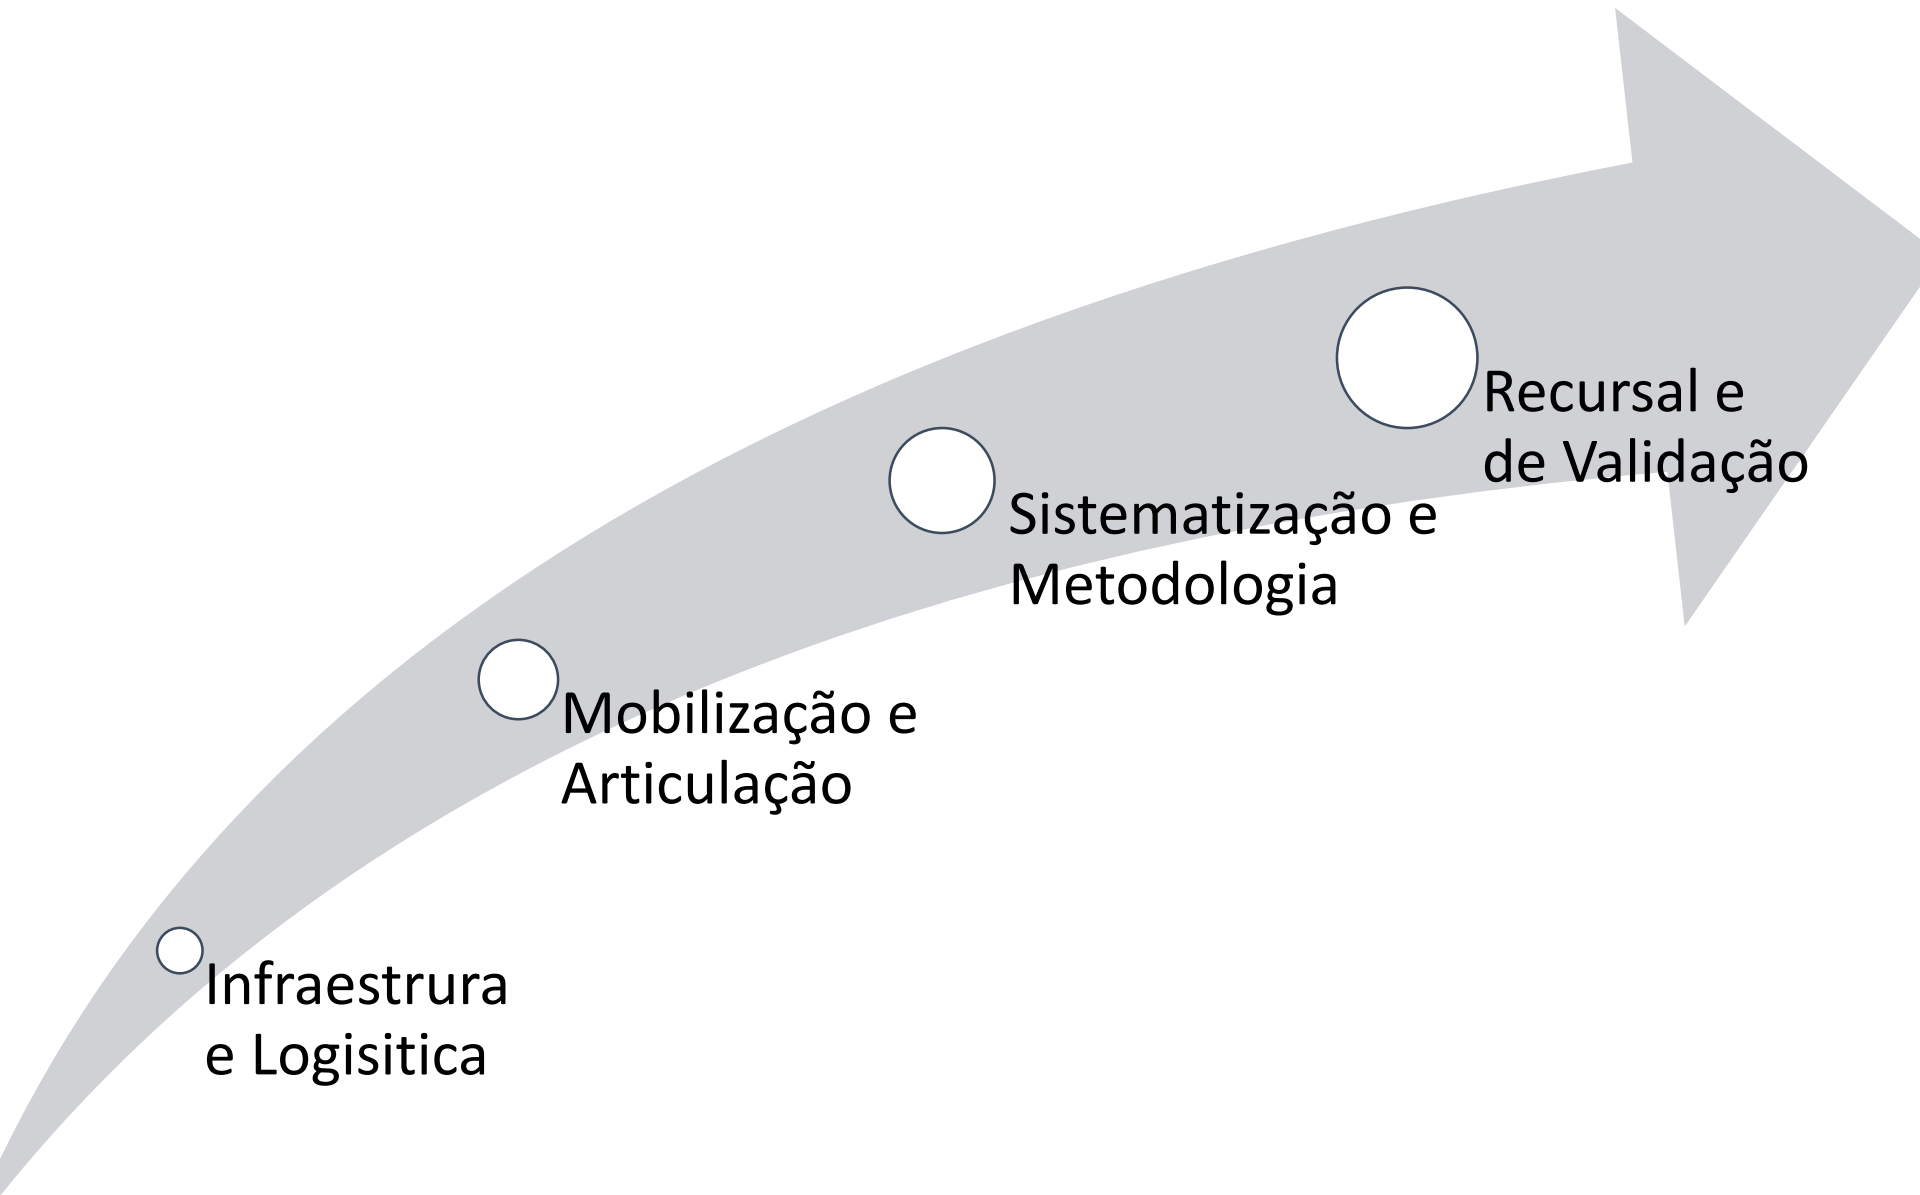 Recursal e
de Validação
Sistematização e
Metodologia
Mobilização e
Articulação
Infraestrura
e Logisitica